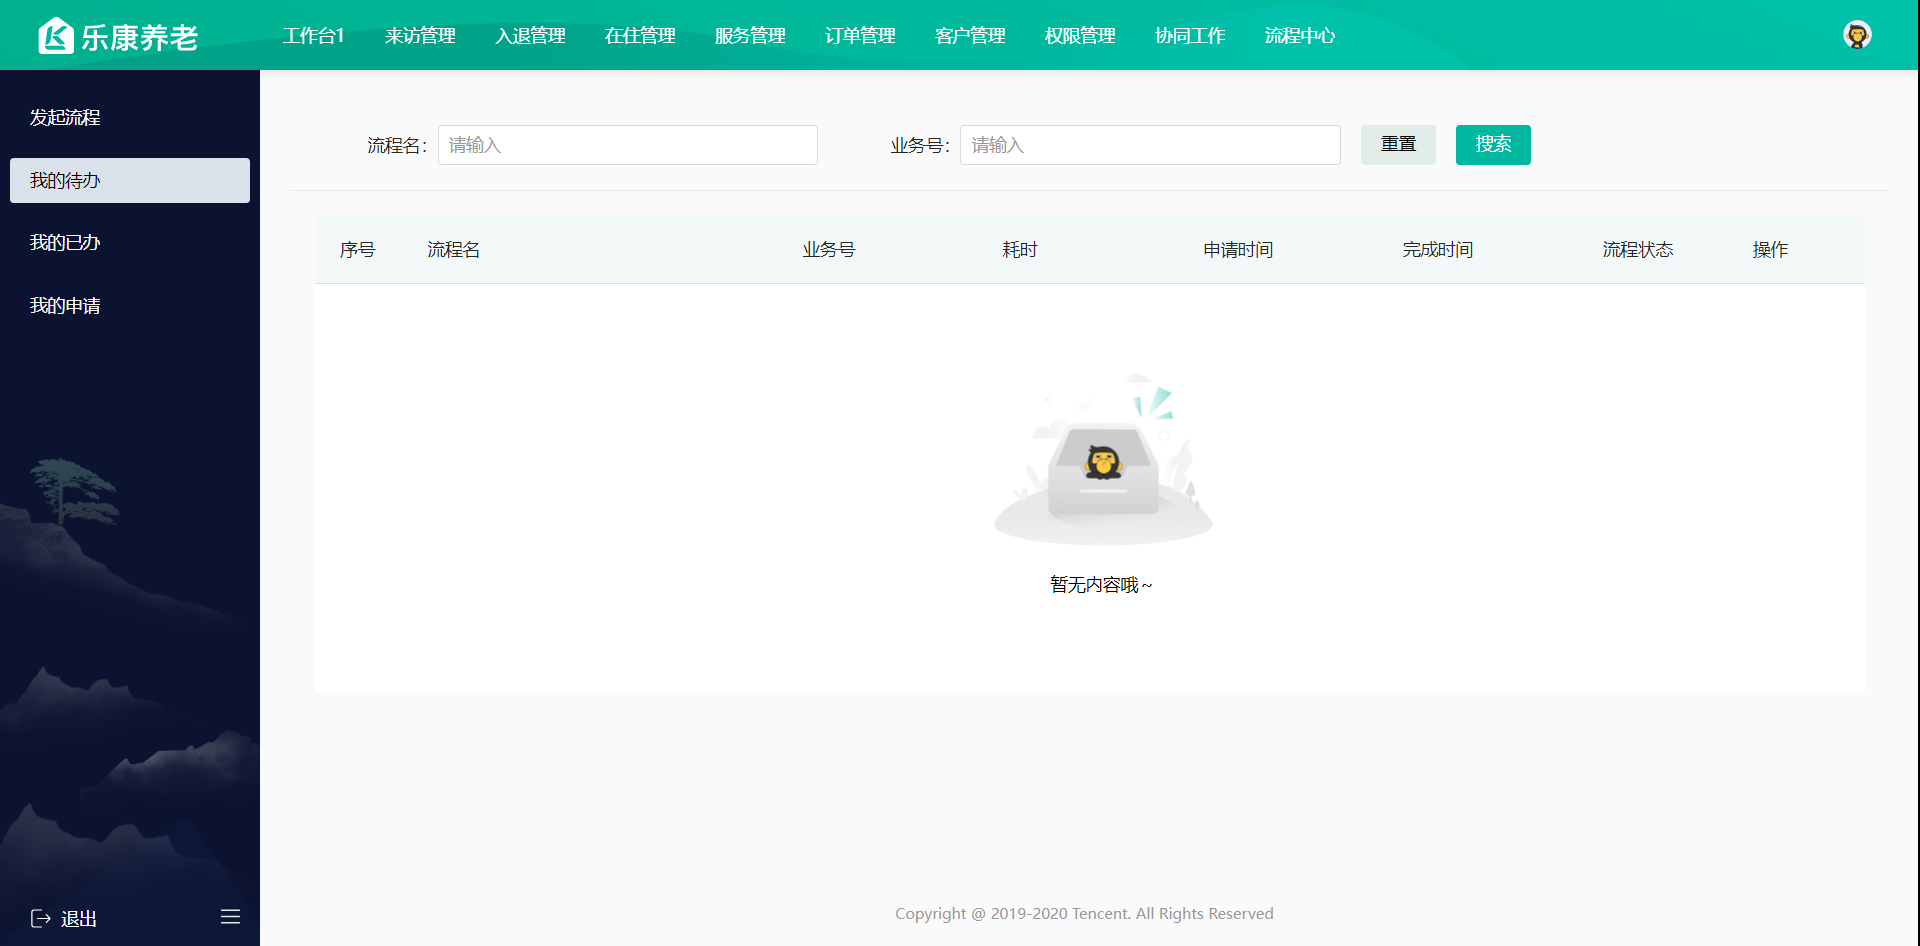 乐康养老 工作台1 来访管理 入退管理 在住管理 服务管理 订单管理 客户管理 权限管理 协同工作 流程中心
发起流程
我的待办
我的已办
我的申请
退出
流程名: 请输入 业务号: 请输入 重置 搜索
序号 流程名 业务号 耗时 申请时间 完成时间 流程状态 操作
暂无内容哦~
Copyright @ 2019-2020 Tencent. All Rights Reserved